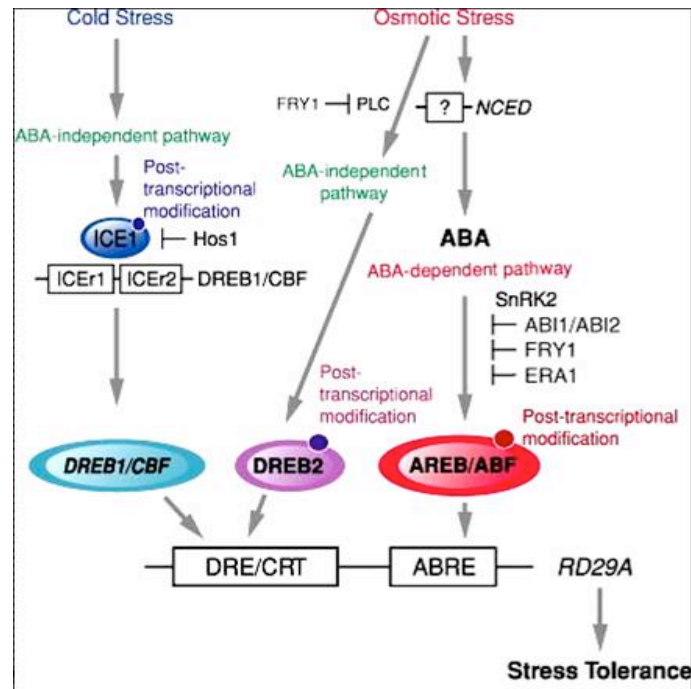 Cold Stress
Osmotic Stress
FRY1
PLC
?
NCED
ABA-independent pathway
Post-
transcriptional
modification
ABA-independent
pathway
ICE1
Hos1
ABA
ICEr1
ICEr2
DREB1/CBF
ABA-dependent pathway
SnRK2
ABI1/ABI2
FRY1
ERA1
Post-
transcriptional
modification
Post-transcriptional
modification
DREB1/CBF
DREB2
AREB/ABF
DRE/CRT
ABRE
RD29A
Stress Tolerance